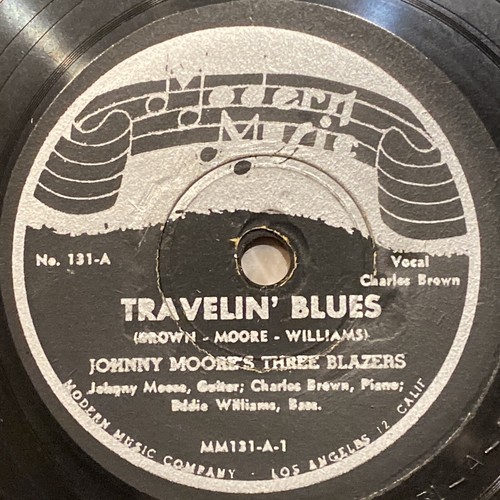 Modern
Music
No. 131-A
Vocal
Charles Brown
TRAVELIN' BLUES
(BROWN - MOORE - WILLIAMS)
JOHNNY MOORE'S THREE BLAZERS
Johnny Moore, Guitar; Charles Brown, Piano;
Eddie Williams, Bass.
MM131-A-1
MODERN MUSIC COMPANY · LOS ANGELES 12 CALIF